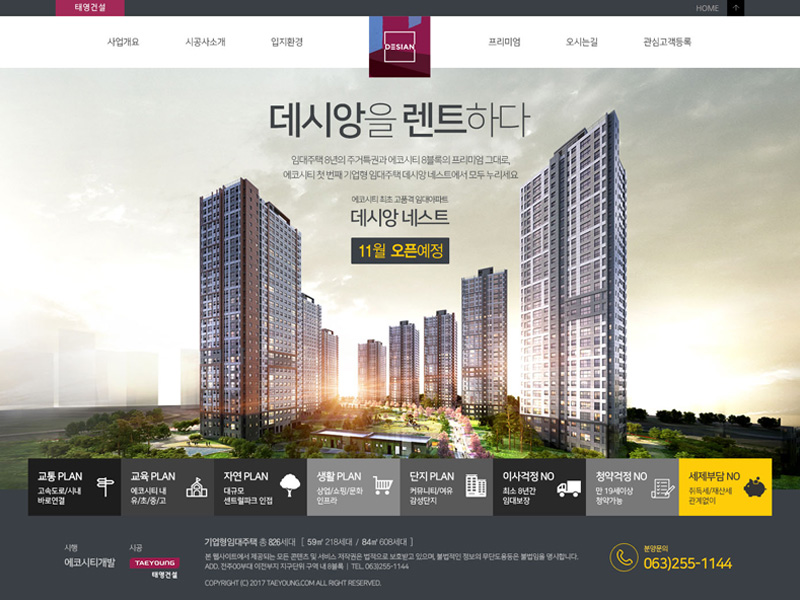 태영건설
HOME
사업개요 시공사소개 입지환경 DESIAN 프리미엄 오시는길 관심고객등록
데시앙을 렌트하다
임대주택 8년의 주거특권과 에코시티 8블록의 프리미엄 그대로,
에코시티 첫 번째 기업형 임대주택 데시앙 네스트에서 모두 누리세요
에코시티 최초 고품격 임대아파트
데시앙 네스트
11월 오픈예정
교통 PLAN
고속도로/시내
바로연결
교육 PLAN
에코시티 내
유/초/중/고
자연 PLAN
대규모
센트럴파크 인접
생활 PLAN
상업/쇼핑/문화
인프라
단지 PLAN
커뮤니티/여유
감성단지
이사걱정 NO
최소 8년간
임대보장
청약걱정 NO
만 19세이상
청약가능
세제부담 NO
취득세/재산세
관계없이
시행
에코시티개발
시공
TAEYOUNG
태영건설
기업형임대주택 총 826세대 [ 59㎡ 218세대 / 84㎡ 608세대 ]
본 웹사이트에서 제공되는 모든 콘텐츠 및 서비스 저작권은 법적으로 보호받고 있으며, 불법적인 정보의 무단도용등은 불법임을 명시합니다.
ADD. 전주00부대 이전부지 지구단위 구역 내 8블록 | TEL. 063)255-1144
COPYRIGHT (C) 2017 TAEYOUNG.COM ALL RIGHT RESERVED.
분양문의
063)255-1144